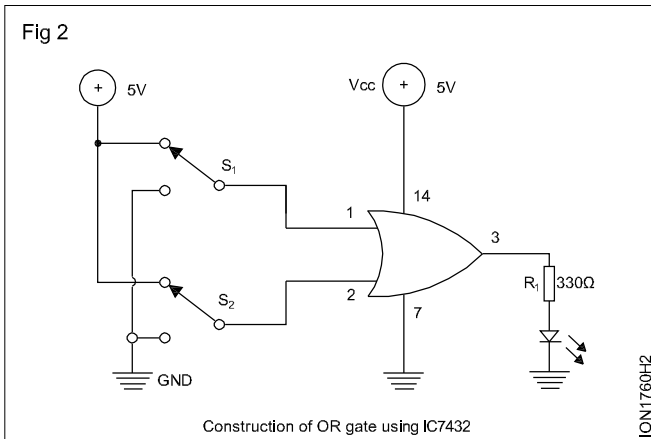 Fig 2
5V
Vcc
5V
S₁
14
1
3
2
S₂
7
R₁
330Ω
GND
Construction of OR gate using IC7432
ION1760H2